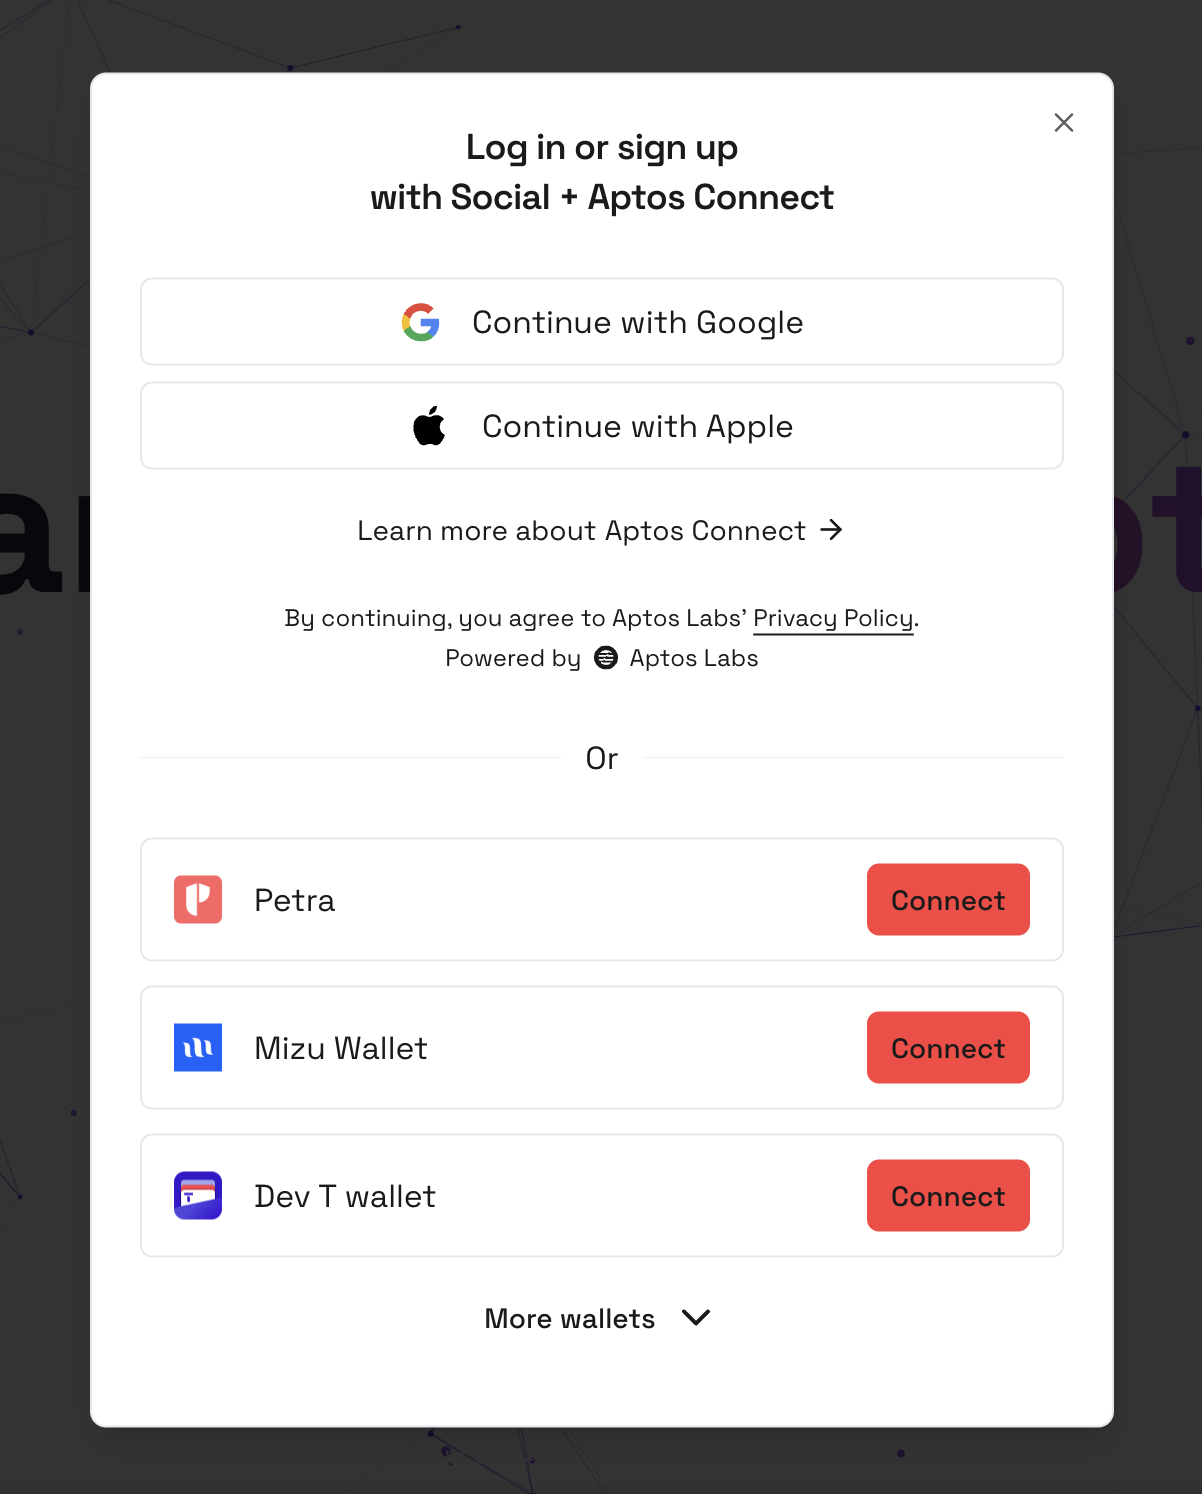 Log in or sign up
with Social + Aptos Connect
Continue with Google
Continue with Apple
Learn more about Aptos Connect →
By continuing, you agree to Aptos Labs’ Privacy Policy.
Powered by Aptos Labs
Or
Petra
Connect
Mizu Wallet
Connect
Dev T wallet
Connect
More wallets